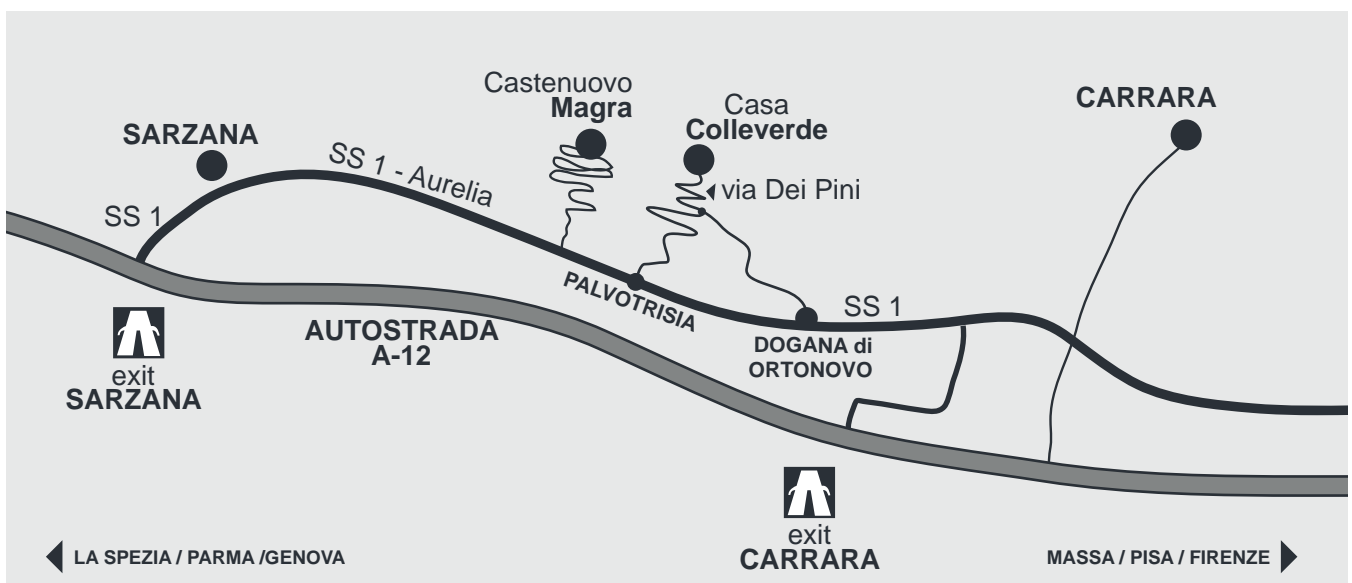 Castenuovo
Magra
Casa
Colleverde
CARRARA
SARZANA
SS 1 - Aurelia
via Dei Pini
SS 1
PALVOTRISIA
SS 1
AUTOSTRADA
A-12
DOGANA di
ORTONOVO
exit
SARZANA
exit
CARRARA
LA SPEZIA / PARMA /GENOVA
MASSA / PISA / FIRENZE